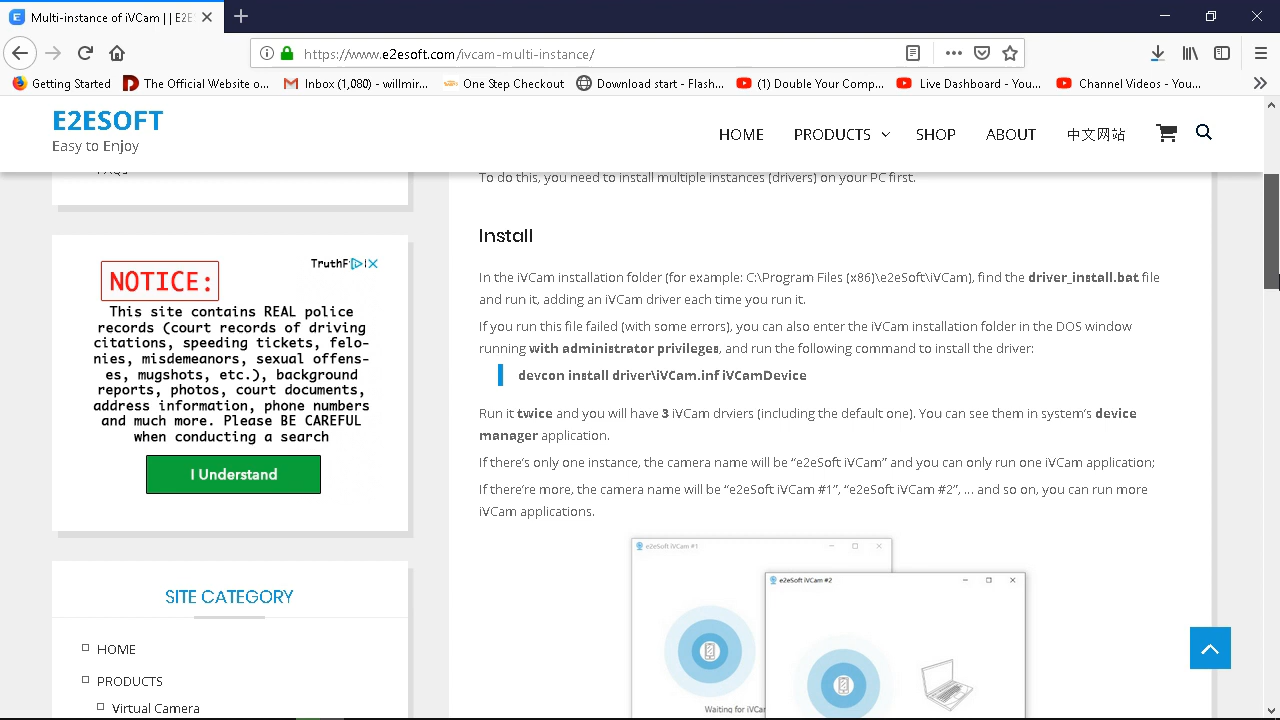 Multi-instance of iVCam | | E2E
https://www.e2esoft.com/ivcam-multi-instance/
Getting Started
The Official Website o...
Inbox (1,080) - willmir...
One Step Checkout
Download start - Flash...
(1) Double Your Comp...
Live Dashboard - You...
Channel Videos - You...
E2ESOFT
Easy to Enjoy
HOME
PRODUCTS
SHOP
ABOUT
中文网站
FAQs
TruthF
NOTICE:
This site contains REAL police
records (court records of driving
citations, speeding tickets, felo-
nies, misdemeanors, sexual offens-
es, mugshots, etc.), background
reports, photos, court documents,
address information, phone numbers
and much more. Please BE CAREFUL
when conducting a search
I Understand
SITE CATEGORY
HOME
PRODUCTS
Virtual Camera
To do this, you need to install multiple instances (drivers) on your PC first.
Install
In the iVCam installation folder (for example: C:\Program Files (x86)\e2eSoft\iVCam), find the driver_install.bat file
and run it, adding an iVCam driver each time you run it.
If you run this file failed (with some errors), you can also enter the iVCam installation folder in the DOS window
running with administrator privileges, and run the following command to install the driver:
devcon install driver\iVCam.inf iVCamDevice
Run it twice and you will have 3 iVCam drviers (including the default one). You can see them in system's device
manager application.
If there's only one instance, the camera name will be "e2eSoft iVCam" and you can only run one iVCam application;
If there're more, the camera name will be "e2eSoft iVCam #1", "e2eSoft iVCam #2", ... and so on, you can run more
iVCam applications.
e2eSoft iVCam #1
e2eSoft iVCam #2
Waiting for iVCar